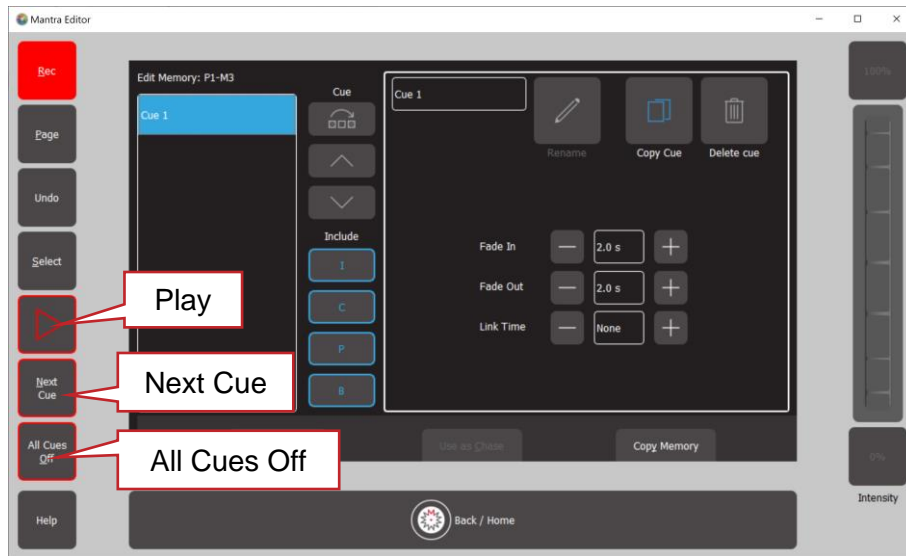 Mantra Editor
Rec
Page
Undo
Select
Play
Next
Cue
Next Cue
All Cues
Off
All Cues Off
Help
Edit Memory: P1-M3
Cue 1
Cue
Include
I
C
P
B
Cue 1
Rename
Copy Cue
Delete cue
Fade In
2.0 s
Fade Out
2.0 s
Link Time
None
Use as Chase
Copy Memory
Back / Home
100%
0%
Intensity